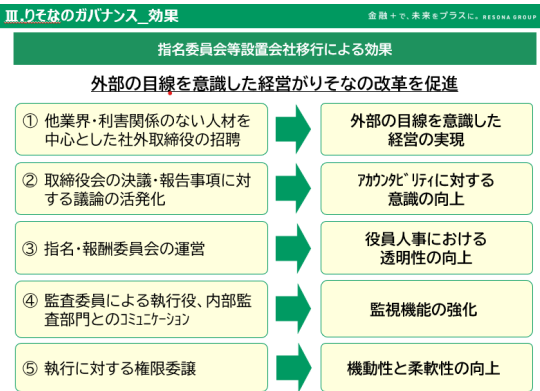 Ⅲ.りそなのガバナンス_効果
金融+で、未来をプラスに。 RESONA GROUP
指名委員会等設置会社移行による効果
外部の目線を意識した経営がりそなの改革を促進
① 他業界・利害関係のない人材を
中心とした社外取締役の招聘
外部の目線を意識した
経営の実現
② 取締役会の決議・報告事項に対
する議論の活発化
ｱｶｳﾝﾀﾋﾞﾘﾃｨに対する
意識の向上
③ 指名・報酬委員会の運営
役員人事における
透明性の向上
④ 監査委員による執行役、内部監
査部門とのｺﾐｭﾆｹｰｼｮﾝ
監視機能の強化
⑤ 執行に対する権限委譲
機動性と柔軟性の向上